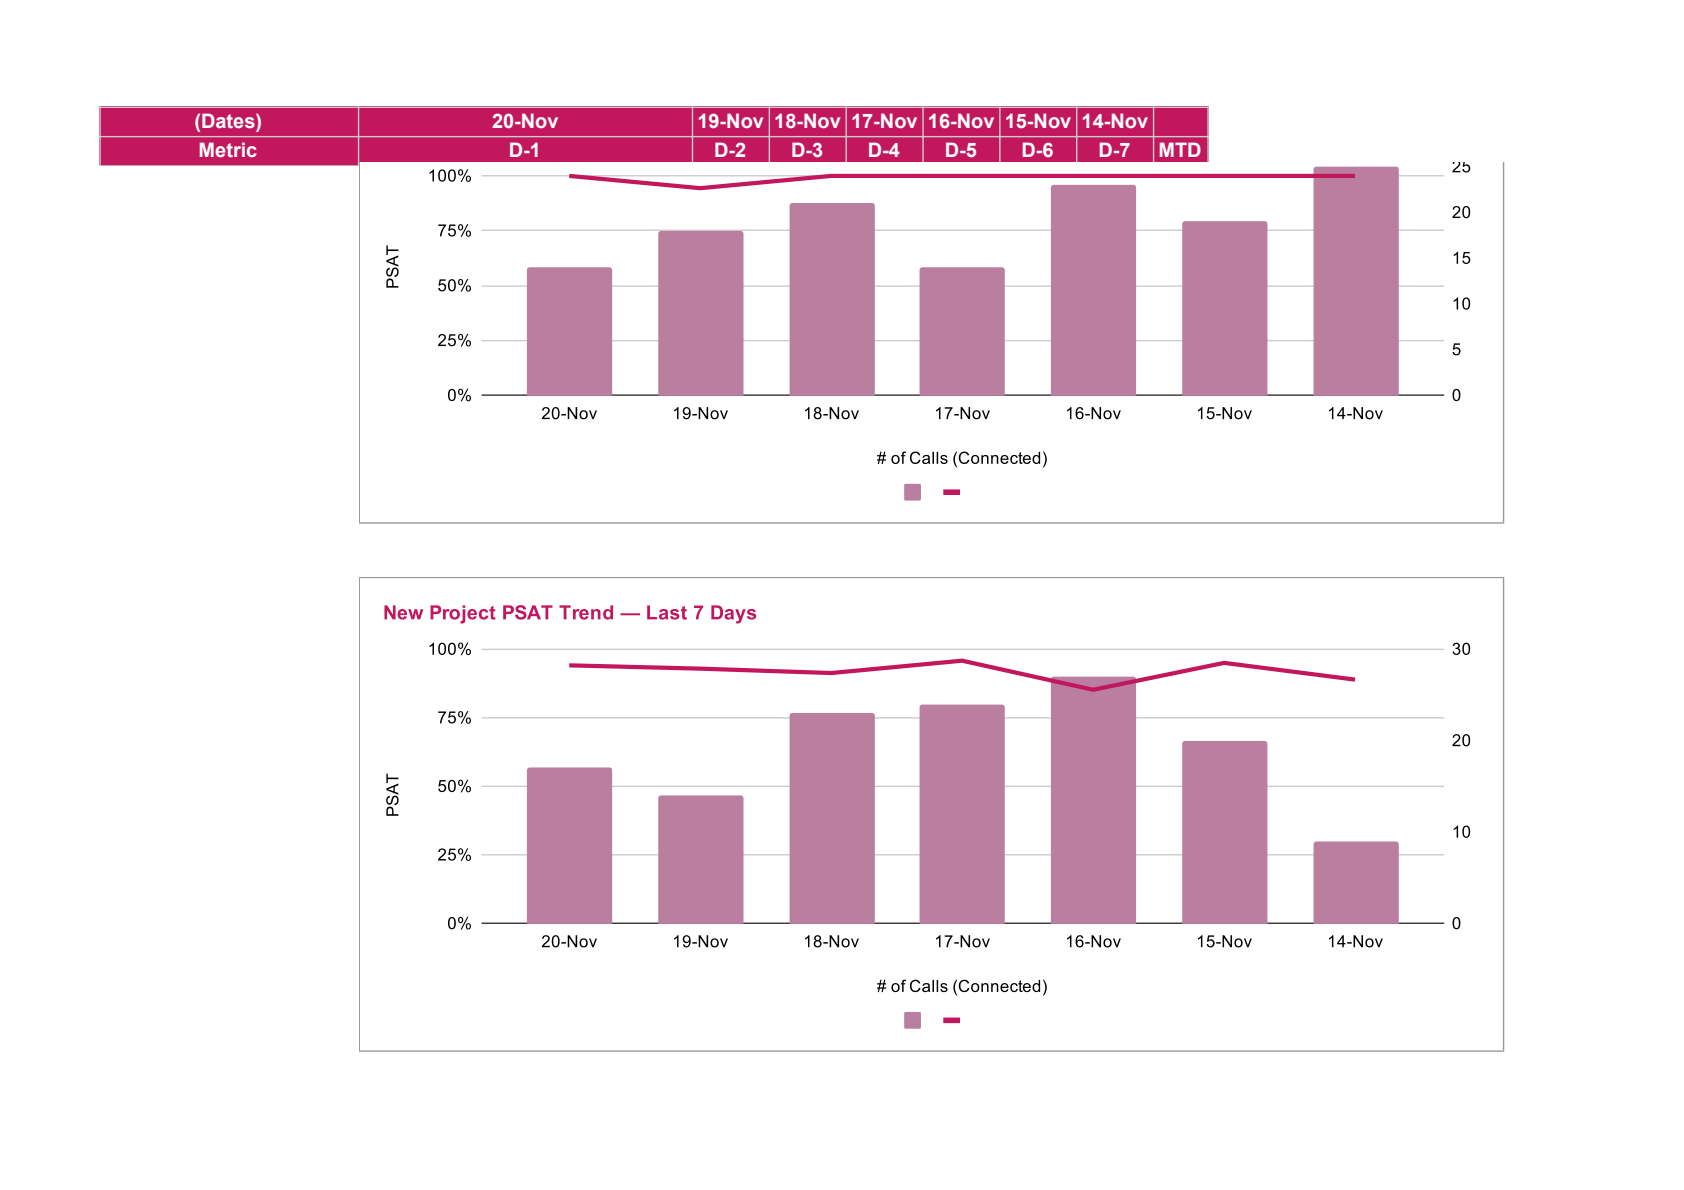 (Dates) 20-Nov 19-Nov 18-Nov 17-Nov 16-Nov 15-Nov 14-Nov
Metric D-1 D-2 D-3 D-4 D-5 D-6 D-7 MTD
100% 25
20
75%
15
PSAT
50%
10
25%
5
0% 0
20-Nov 19-Nov 18-Nov 17-Nov 16-Nov 15-Nov 14-Nov
# of Calls (Connected)
New Project PSAT Trend — Last 7 Days
100% 30
75%
20
PSAT
50%
10
25%
0% 0
20-Nov 19-Nov 18-Nov 17-Nov 16-Nov 15-Nov 14-Nov
# of Calls (Connected)